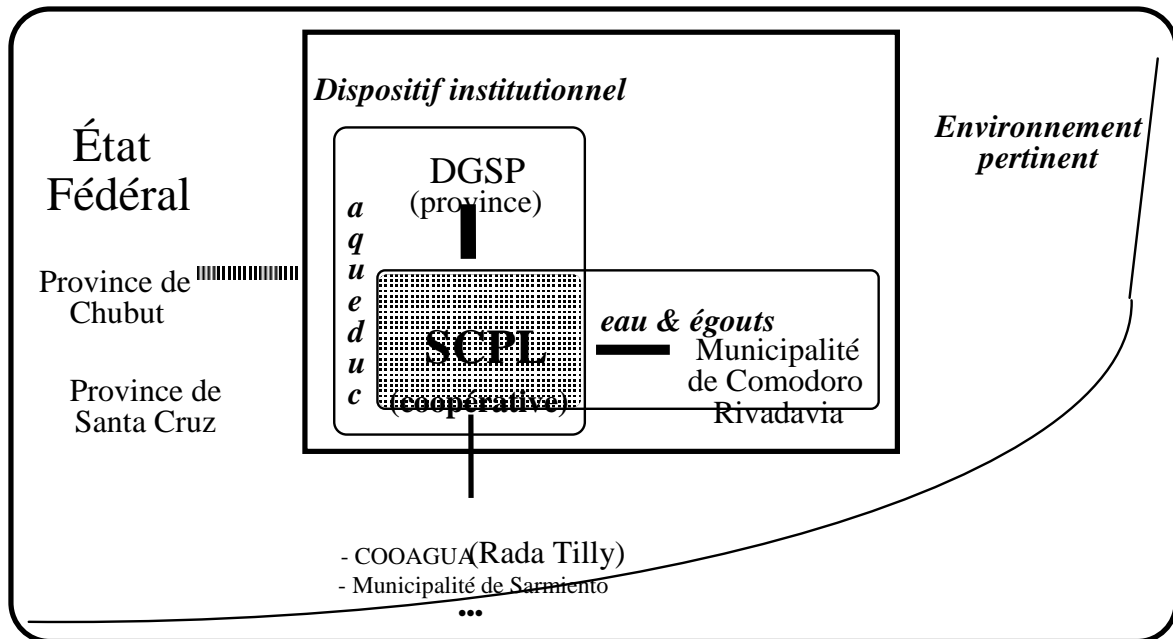 Dispositif institutionnel
État
Fédéral
Environnement
pertinent
DGSP
(province)
aqueduc
Province de
Chubut
SCPL
(coopérative)
eau & égouts
Municipalité
de Comodoro
Rivadavia
Province de
Santa Cruz
- COOAGUA(Rada Tilly)
- Municipalité de Sarmiento
...